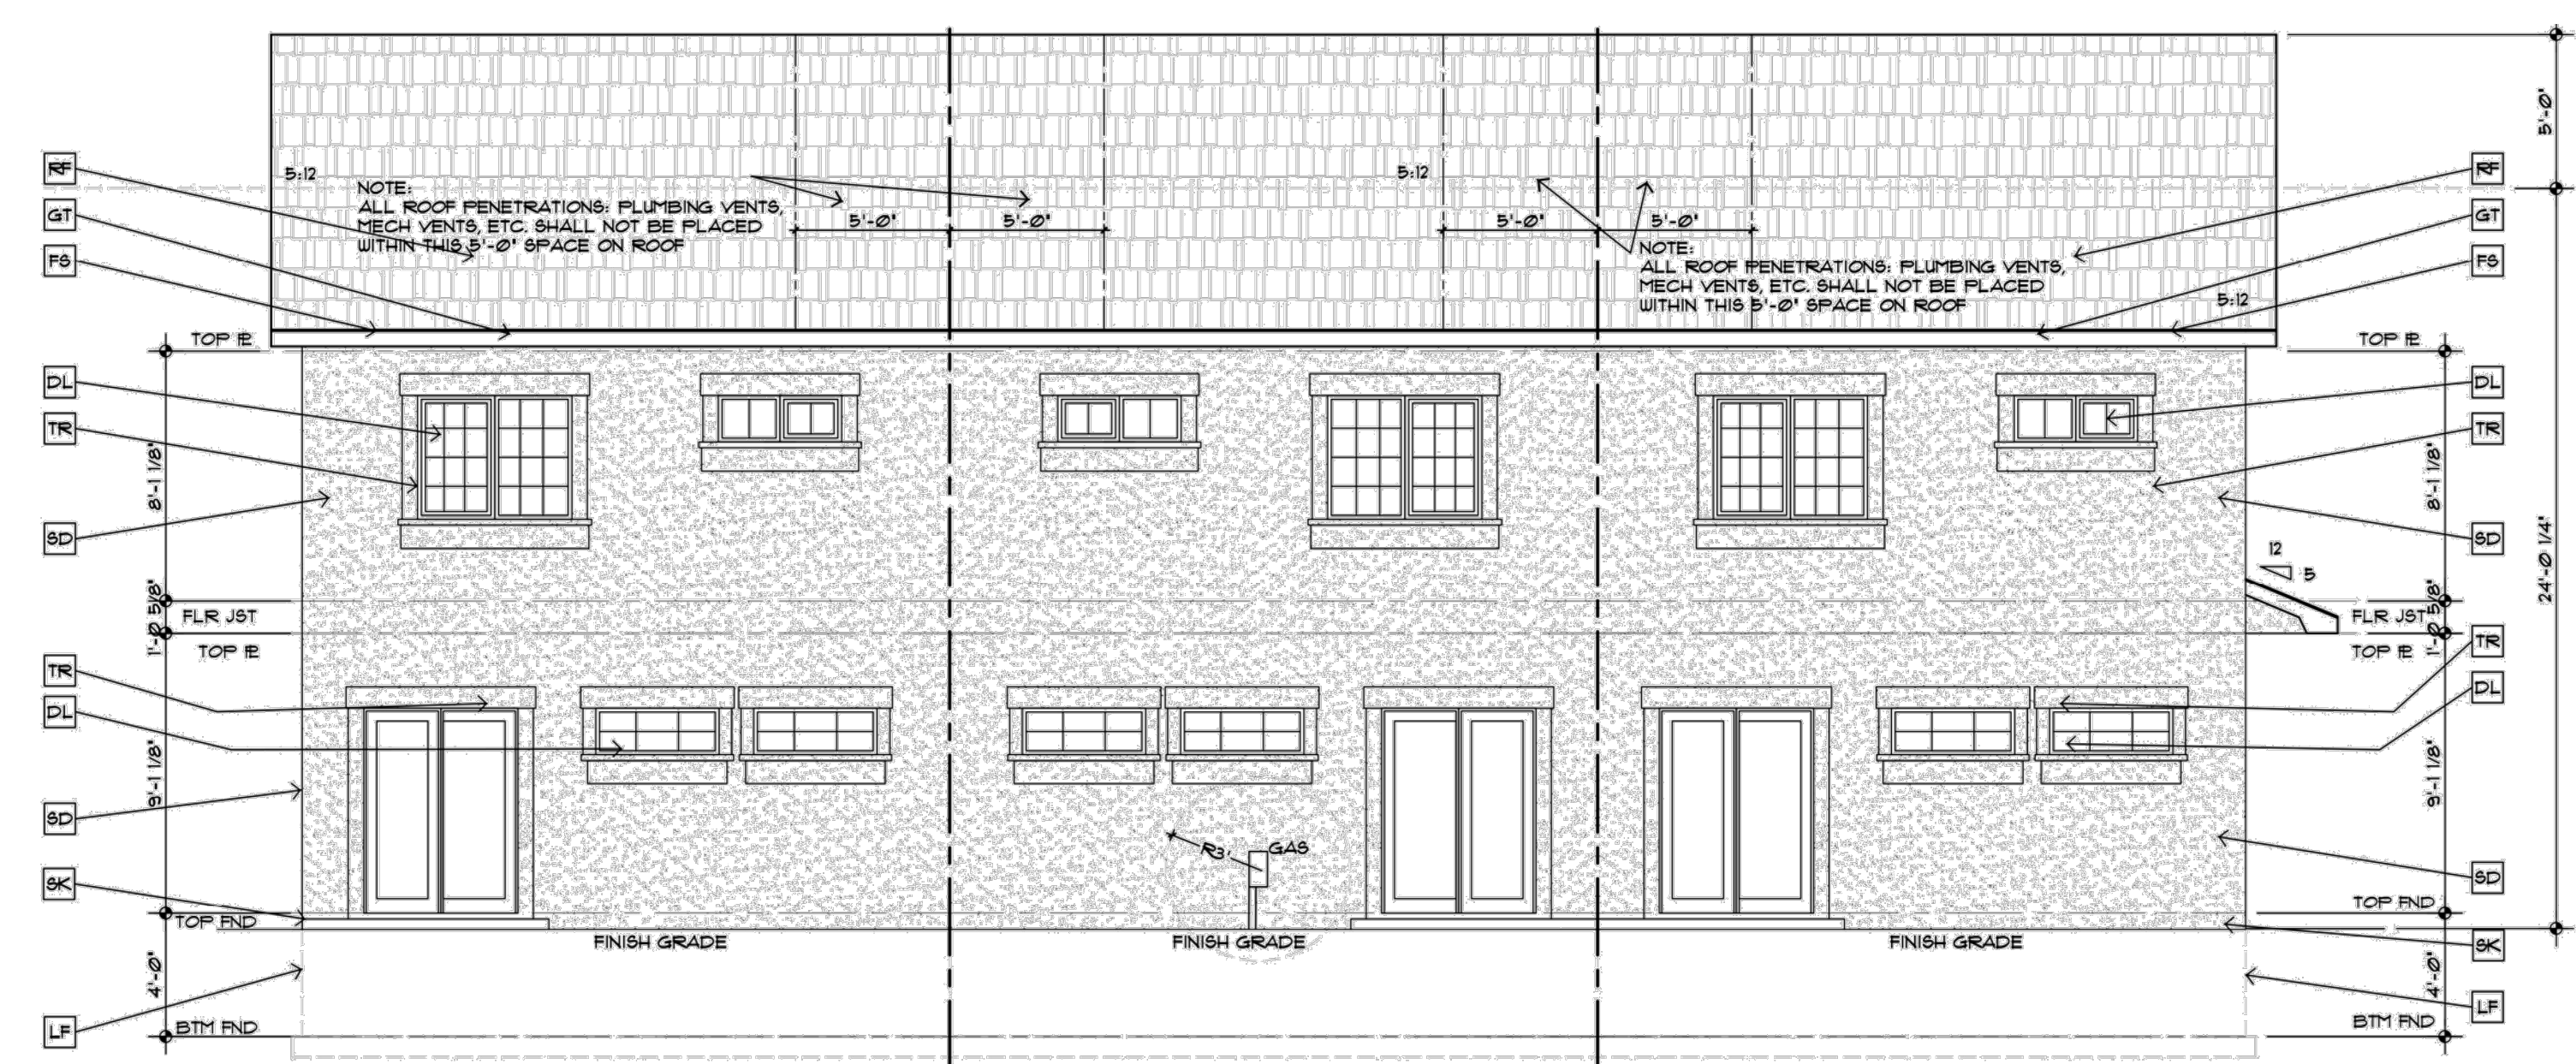 5'-0"
RF
5:12
5:12
RF
NOTE:
ALL ROOF PENETRATIONS: PLUMBING VENTS,
MECH VENTS, ETC. SHALL NOT BE PLACED
WITHIN THIS 5'-0" SPACE ON ROOF
GT
5'-0"
5'-0"
5'-0"
5'-0"
GT
NOTE:
ALL ROOF PENETRATIONS: PLUMBING VENTS,
MECH VENTS, ETC. SHALL NOT BE PLACED
WITHIN THIS 5'-0" SPACE ON ROOF
FS
FS
5:12
TOP PL
TOP PL
DL
DL
TR
TR
8'-1 1/8"
8'-1 1/8"
SD
SD
12
5
24'-0 1/4"
1'-0 5/8"
FLR JST
FLR JST
1'-0 5/8"
TOP PL
TOP PL
TR
TR
DL
DL
9'-1 1/8"
9'-1 1/8"
SD
R3'
GAS
SD
SK
TOP FND
TOP FND
FINISH GRADE
FINISH GRADE
FINISH GRADE
SK
4'-0"
4'-0"
LF
LF
BTM FND
BTM FND